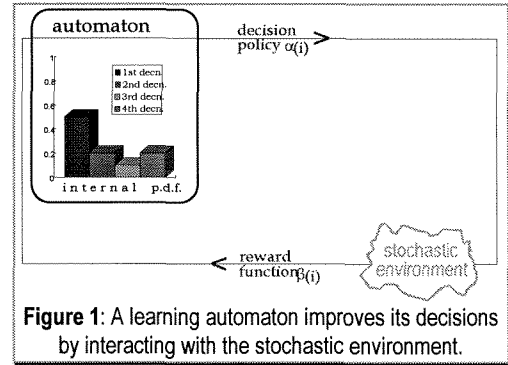 automaton
decision
policy α(i)
1
0.8
0.6
0.4
0.2
0
1st decn.
2nd decn.
3rd decn.
4th decn.
internal p.d.f.
reward
function β(i)
stochastic
environment
Figure 1: A learning automaton improves its decisions
by interacting with the stochastic environment.